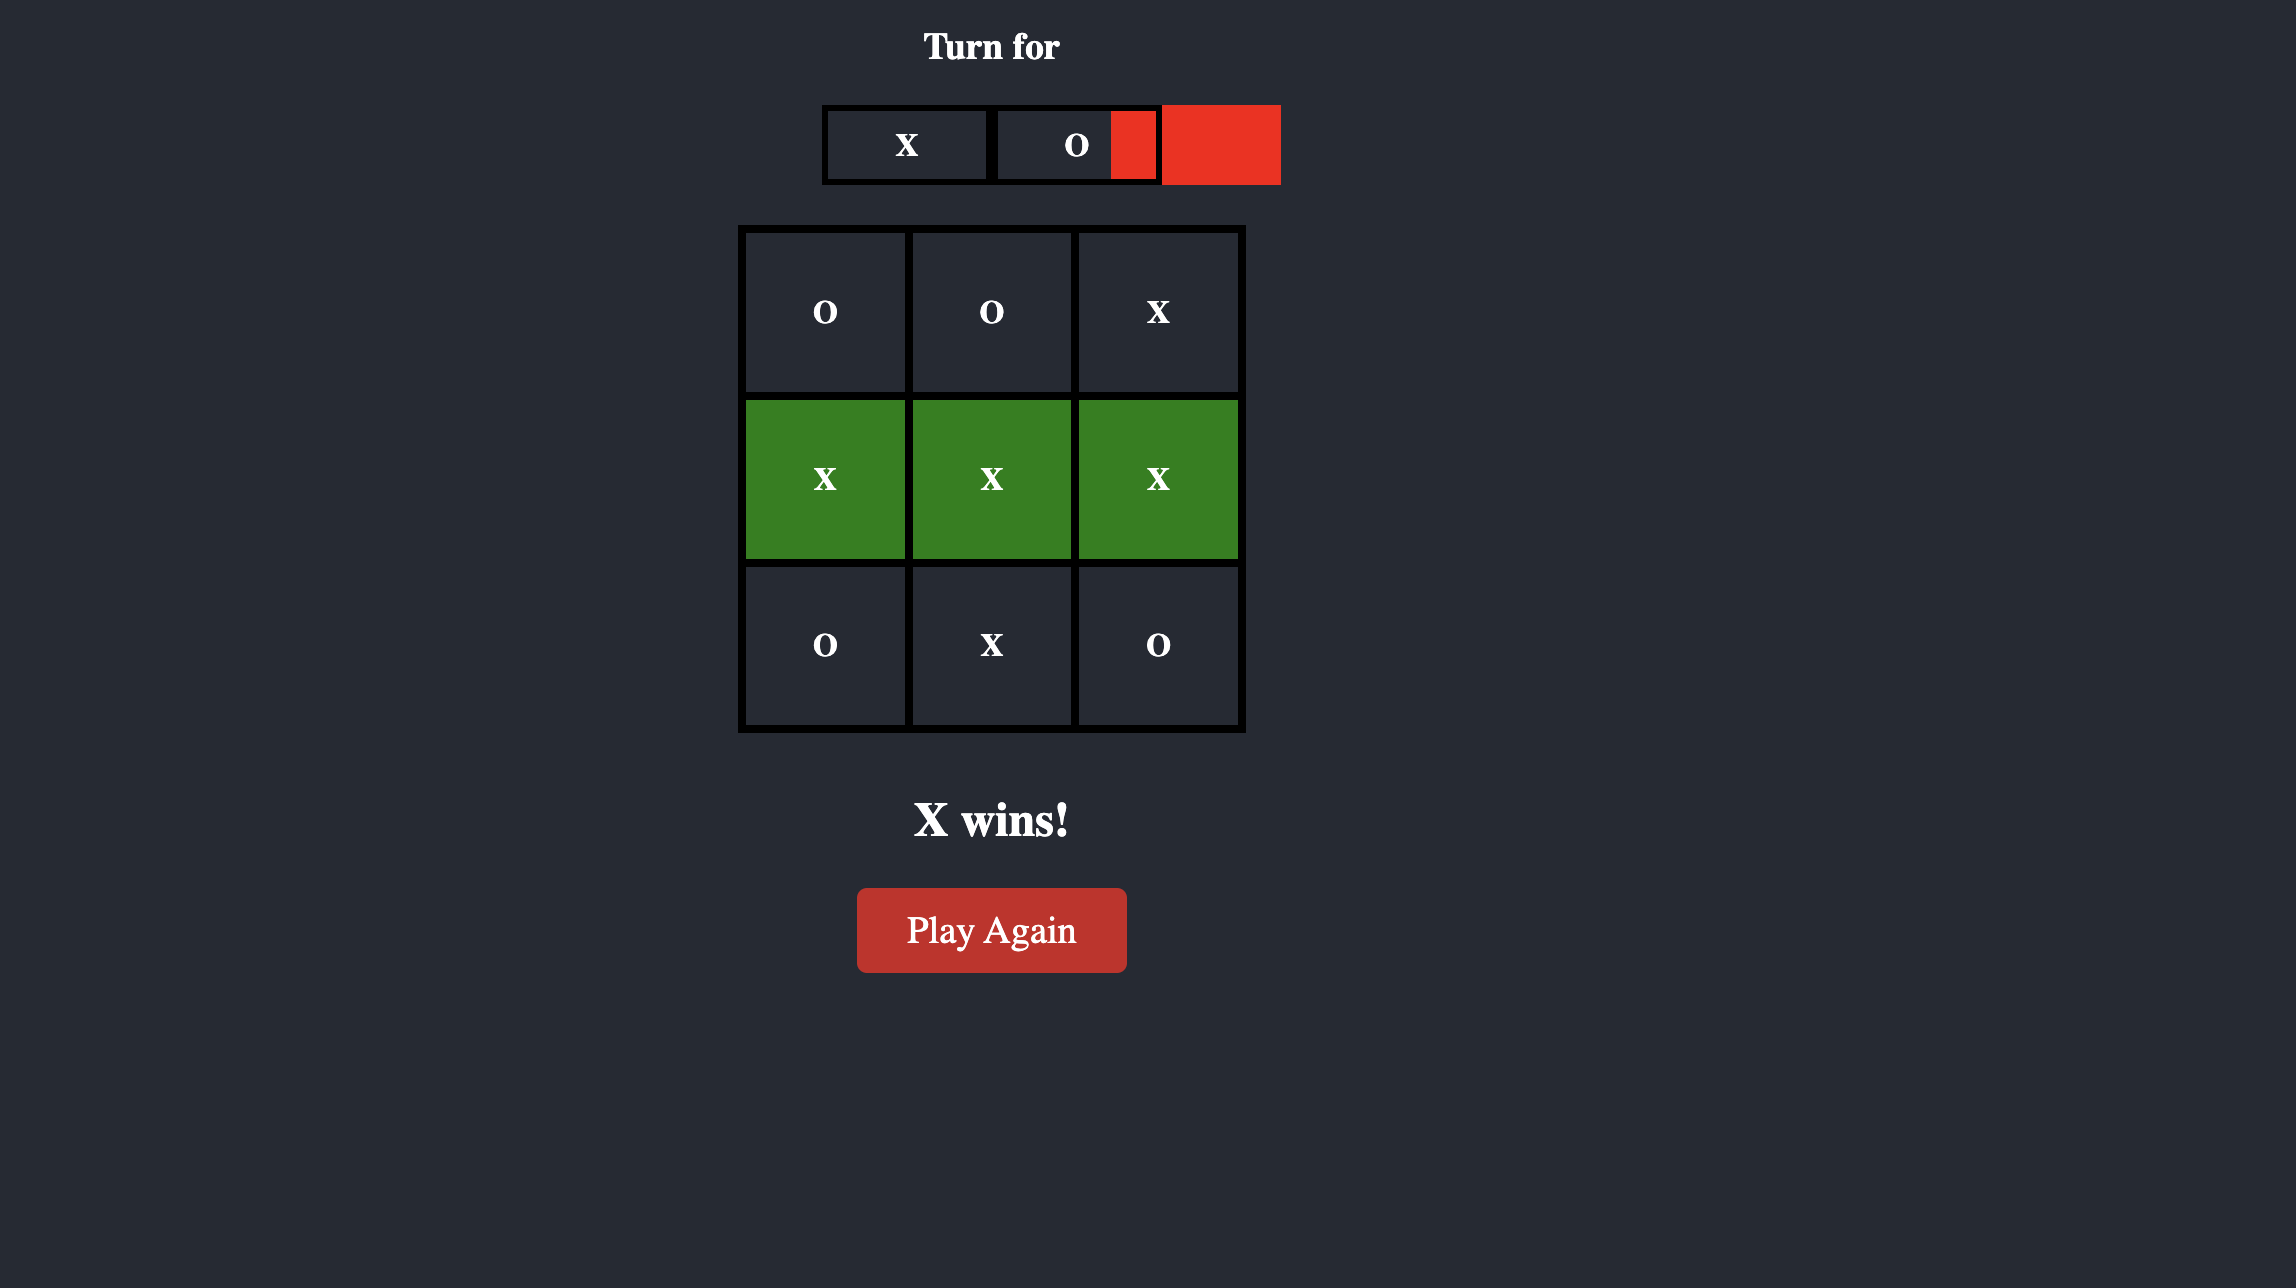 Turn for
x o
o o x
x x x
o x o
X wins!
Play Again